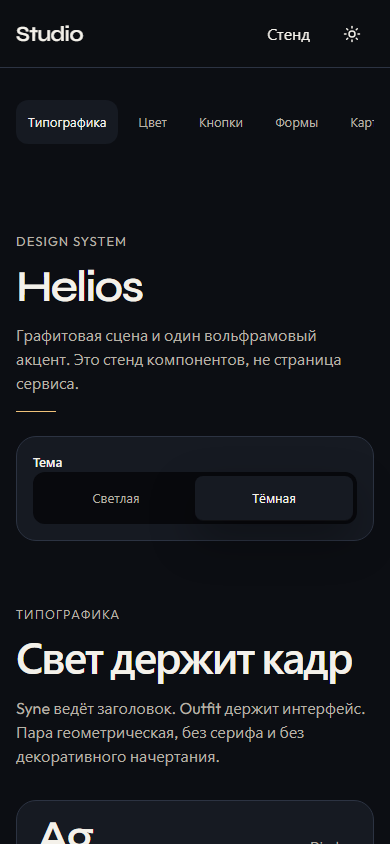 Studio
Стенд
Типографика
Цвет
Кнопки
Формы
DESIGN SYSTEM
Helios
Графитовая сцена и один вольфрамовый
акцент. Это стенд компонентов, не страница
сервиса.
Тема
Светлая
Тёмная
ТИПОГРАФИКА
Свет держит кадр
Syne ведёт заголовок. Outfit держит интерфейс.
Пара геометрическая, без серифа и без
декоративного начертания.
Ag